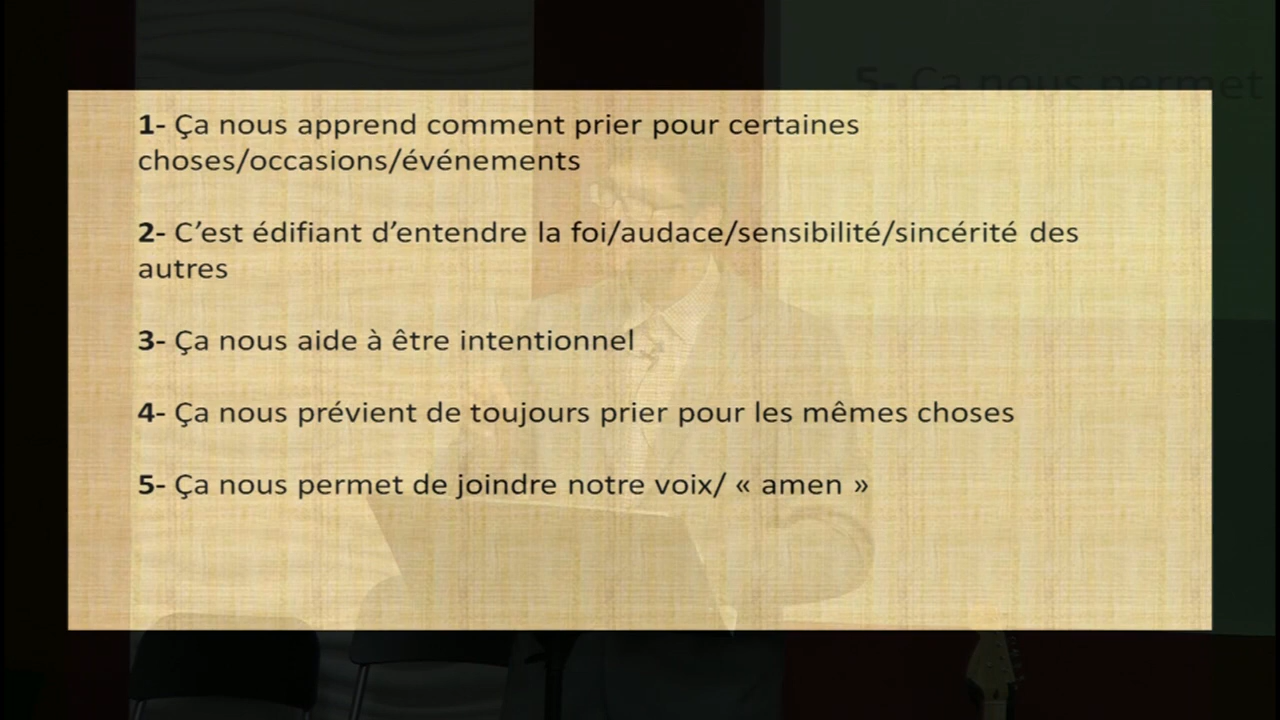 5- Ça nous permet
1- Ça nous apprend comment prier pour certaines
choses/occasions/événements
2- C’est édifiant d’entendre la foi/audace/sensibilité/sincérité des
autres
3- Ça nous aide à être intentionnel
4- Ça nous prévient de toujours prier pour les mêmes choses
5- Ça nous permet de joindre notre voix/ « amen »